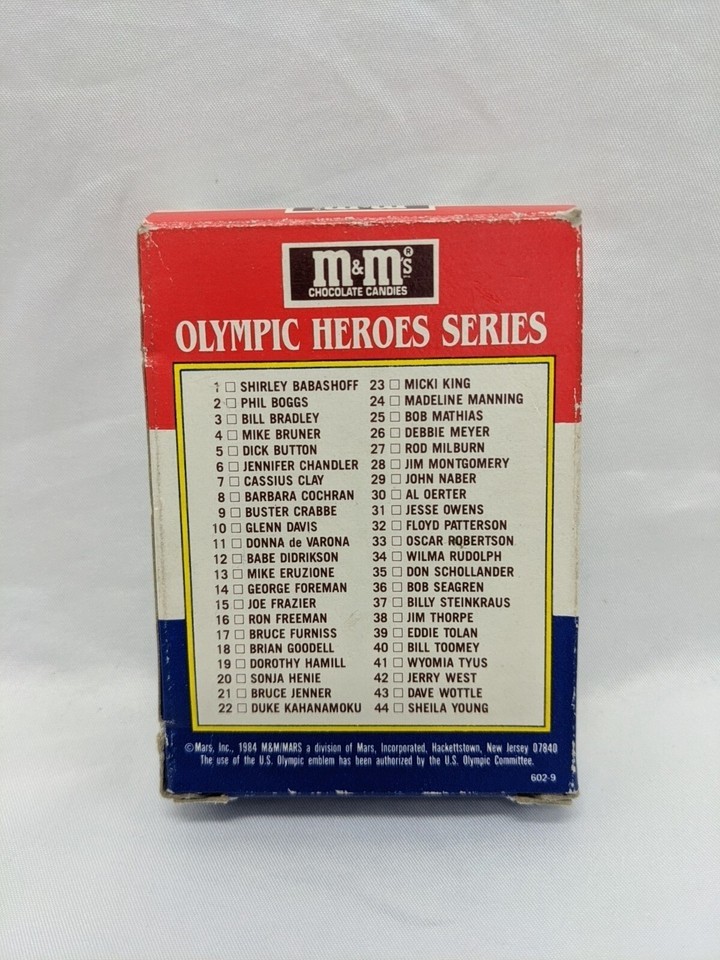 m&m's®
CHOCOLATE CANDIES
OLYMPIC HEROES SERIES
1 □ SHIRLEY BABASHOFF
2 □ PHIL BOGGS
3 □ BILL BRADLEY
4 □ MIKE BRUNER
5 □ DICK BUTTON
6 □ JENNIFER CHANDLER
7 □ CASSIUS CLAY
8 □ BARBARA COCHRAN
9 □ BUSTER CRABBE
10 □ GLENN DAVIS
11 □ DONNA de VARONA
12 □ BABE DIDRIKSON
13 □ MIKE ERUZIONE
14 □ GEORGE FOREMAN
15 □ JOE FRAZIER
16 □ RON FREEMAN
17 □ BRUCE FURNISS
18 □ BRIAN GOODELL
19 □ DOROTHY HAMILL
20 □ SONJA HENIE
21 □ BRUCE JENNER
22 □ DUKE KAHANAMOKU
23 □ MICKI KING
24 □ MADELINE MANNING
25 □ BOB MATHIAS
26 □ DEBBIE MEYER
27 □ ROD MILBURN
28 □ JIM MONTGOMERY
29 □ JOHN NABER
30 □ AL OERTER
31 □ JESSE OWENS
32 □ FLOYD PATTERSON
33 □ OSCAR ROBERTSON
34 □ WILMA RUDOLPH
35 □ DON SCHOLLANDER
36 □ BOB SEAGREN
37 □ BILLY STEINKRAUS
38 □ JIM THORPE
39 □ EDDIE TOLAN
40 □ BILL TOOMEY
41 □ WYOMIA TYUS
42 □ JERRY WEST
43 □ DAVE WOTTLE
44 □ SHEILA YOUNG
©Mars, Inc., 1984 M&M/MARS a division of Mars, Incorporated, Hackettstown, New Jersey 07840
The use of the U.S. Olympic emblem has been authorized by the U.S. Olympic Committee.
602-9